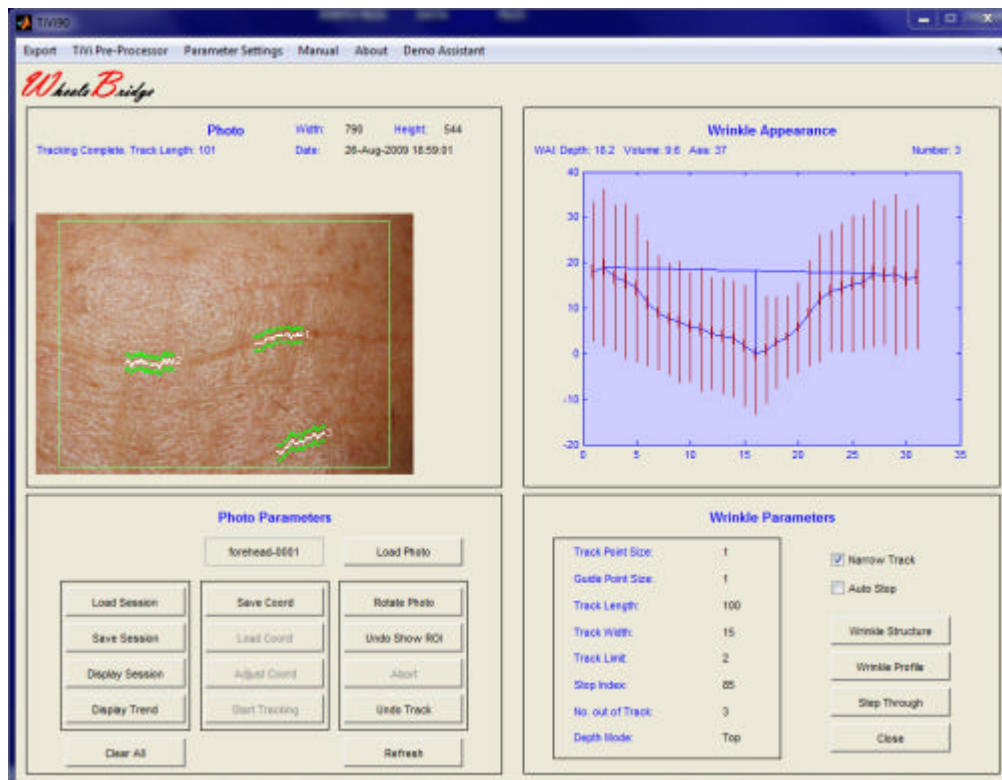 TiVi90
Export TiVi Pre-Processor Parameter Settings Manual About Demo Assistant
WheelsBridge
Photo Width: 790 Height: 544
Tracking Complete, Track Length: 101 Date: 26-Aug-2009 18:59:01
Wrinkle Appearance
WAI: Depth: 18.2 Volume: 9.6 Asis: 37 Number: 3
40
30
20
10
0
-10
-20
0 5 10 15 20 25 30 35
1
2
3
Photo Parameters
forehead-0001 Load Photo
Load Session Save Coord Rotate Photo
Save Session Load Coord Undo Show ROI
Display Session Adjust Coord Abort
Display Trend Start Tracking Undo Track
Clear All Refresh
Wrinkle Parameters
Track Point Size: 1
Guide Point Size: 1
Track Length: 100
Track Width: 15
Track Limit: 2
Stop Index: 85
No. out of Track: 3
Depth Mode: Top
Narrow Track
Auto Stop
Wrinkle Structure
Wrinkle Profile
Step Through
Close